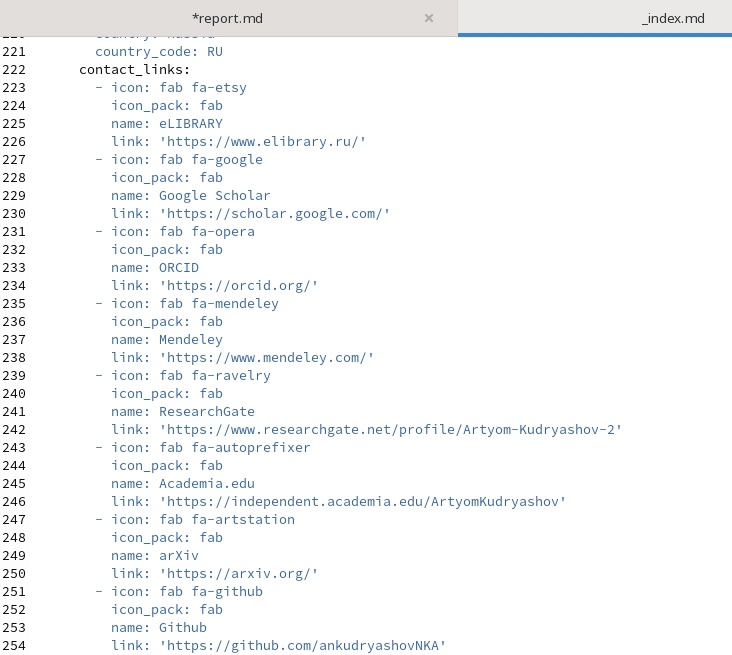 *report.md × _index.md
221 country_code: RU
222 contact_links:
223 - icon: fab fa-etsy
224 icon_pack: fab
225 name: eLIBRARY
226 link: 'https://www.elibrary.ru/'
227 - icon: fab fa-google
228 icon_pack: fab
229 name: Google Scholar
230 link: 'https://scholar.google.com/'
231 - icon: fab fa-opera
232 icon_pack: fab
233 name: ORCID
234 link: 'https://orcid.org/'
235 - icon: fab fa-mendeley
236 icon_pack: fab
237 name: Mendeley
238 link: 'https://www.mendeley.com/'
239 - icon: fab fa-ravelry
240 icon_pack: fab
241 name: ResearchGate
242 link: 'https://www.researchgate.net/profile/Artyom-Kudryashov-2'
243 - icon: fab fa-autoprefixer
244 icon_pack: fab
245 name: Academia.edu
246 link: 'https://independent.academia.edu/ArtyomKudryashov'
247 - icon: fab fa-artstation
248 icon_pack: fab
249 name: arXiv
250 link: 'https://arxiv.org/'
251 - icon: fab fa-github
252 icon_pack: fab
253 name: Github
254 link: 'https://github.com/ankudryashovNKA'